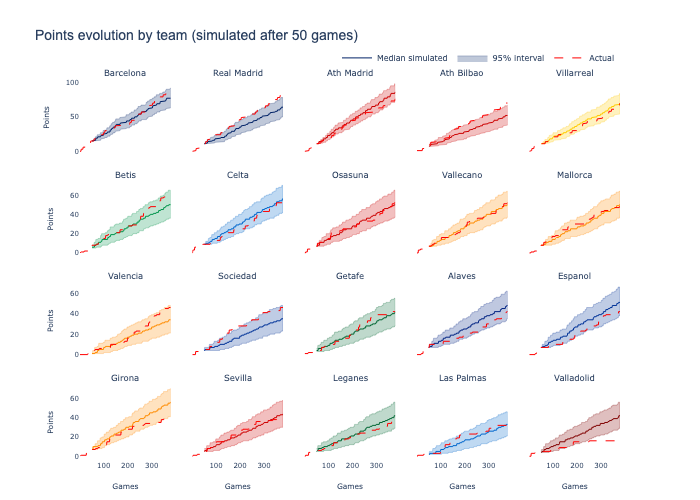 Points evolution by team (simulated after 50 games)
Median simulated 95% interval Actual
Barcelona Real Madrid Ath Madrid Ath Bilbao Villarreal
100
50
0
Points
Betis Celta Osasuna Vallecano Mallorca
60
40
20
0
Points
Valencia Sociedad Getafe Alaves Espanol
60
40
20
0
Points
Girona Sevilla Leganes Las Palmas Valladolid
60
40
20
0
Points
100 200 300 100 200 300 100 200 300 100 200 300 100 200 300
Games Games Games Games Games